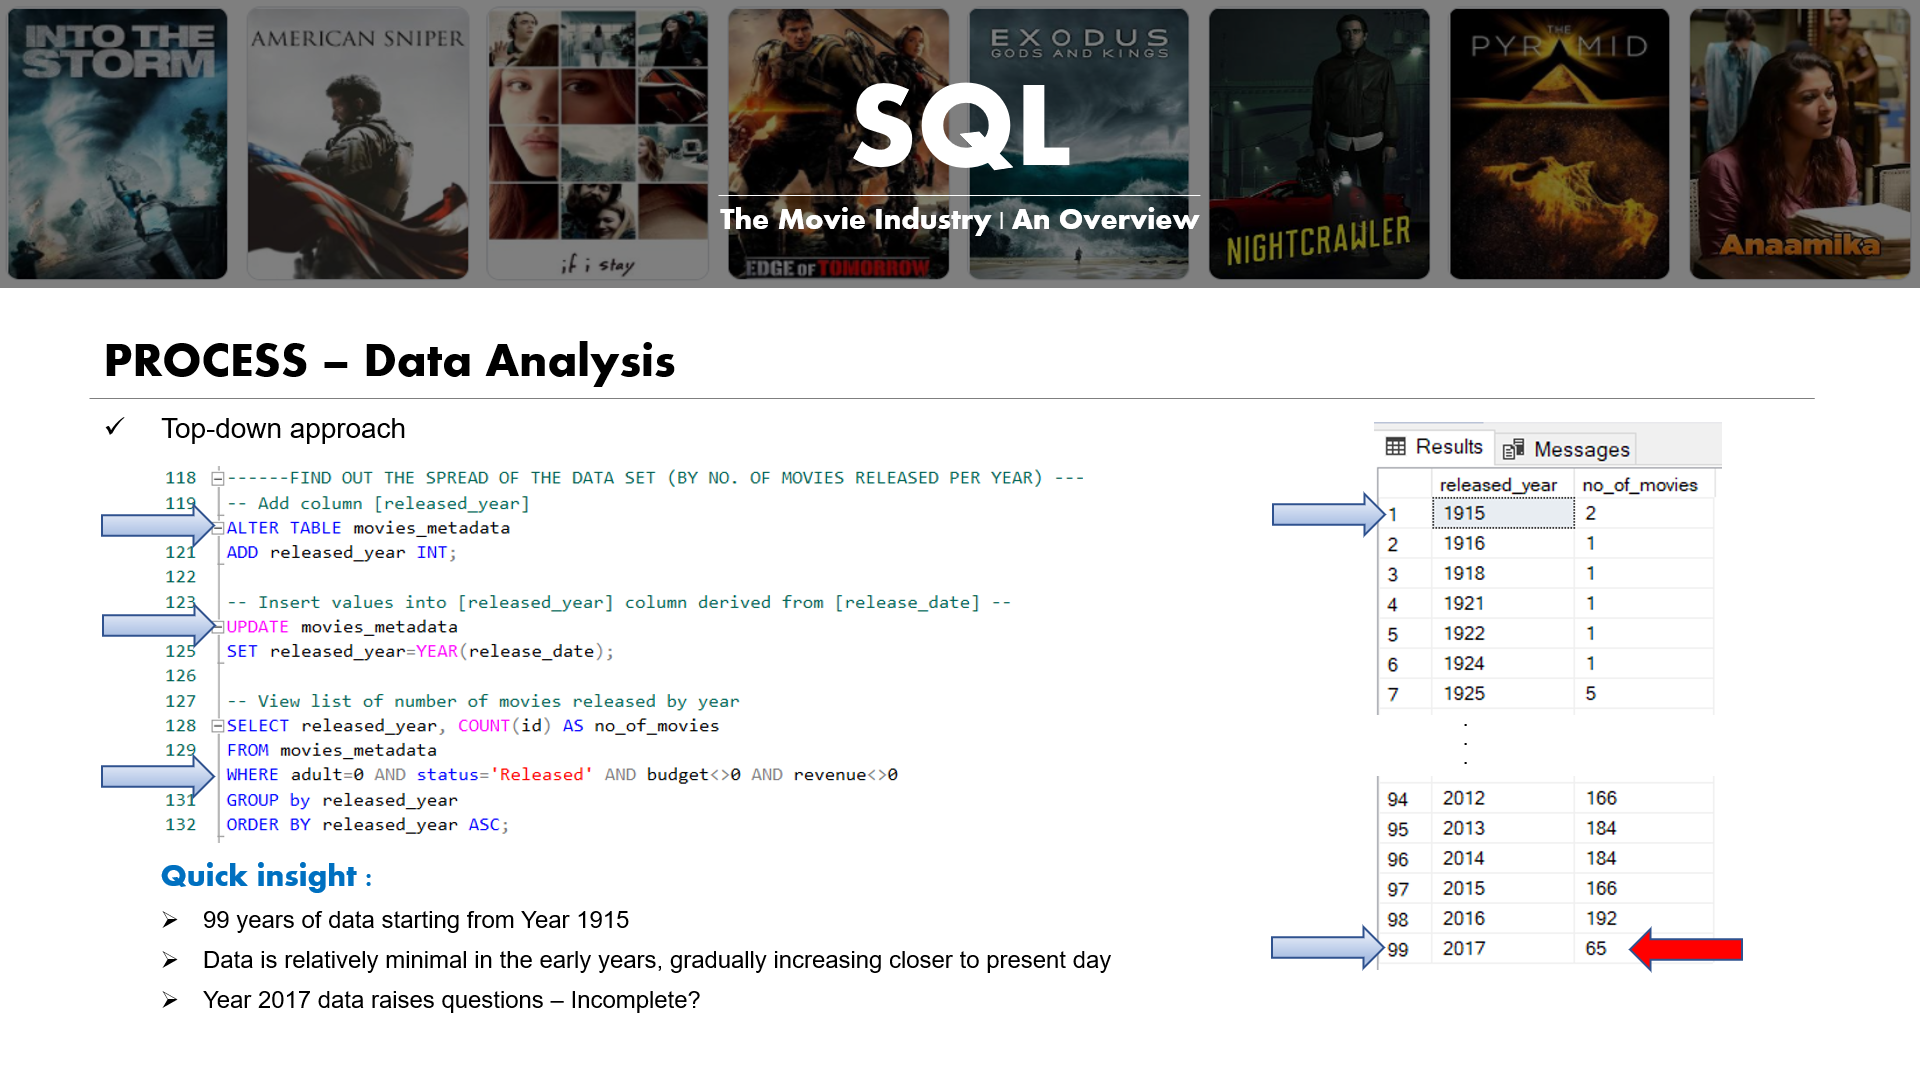 INTO THE
STORM
AMERICAN SNIPER
if i stay
EDGE OF TOMORROW
EXODUS
GODS AND KINGS
NIGHTCRAWLER
THE
PYRAMID
Anaamika
SQL
The Movie Industry | An Overview
PROCESS – Data Analysis
✓ Top-down approach
118 ------FIND OUT THE SPREAD OF THE DATA SET (BY NO. OF MOVIES RELEASED PER YEAR) ---
119 -- Add column [released_year]
ALTER TABLE movies_metadata
121 ADD released_year INT;
122
123 -- Insert values into [released_year] column derived from [release_date] --
UPDATE movies_metadata
125 SET released_year=YEAR(release_date);
126
127 -- View list of number of movies released by year
128 SELECT released_year, COUNT(id) AS no_of_movies
129 FROM movies_metadata
WHERE adult=0 AND status='Released' AND budget<>0 AND revenue<>0
131 GROUP by released_year
132 ORDER BY released_year ASC;
Quick insight :
➢ 99 years of data starting from Year 1915
➢ Data is relatively minimal in the early years, gradually increasing closer to present day
➢ Year 2017 data raises questions – Incomplete?
Results Messages
released_year no_of_movies
1 1915 2
2 1916 1
3 1918 1
4 1921 1
5 1922 1
6 1924 1
7 1925 5
.
.
.
94 2012 166
95 2013 184
96 2014 184
97 2015 166
98 2016 192
99 2017 65